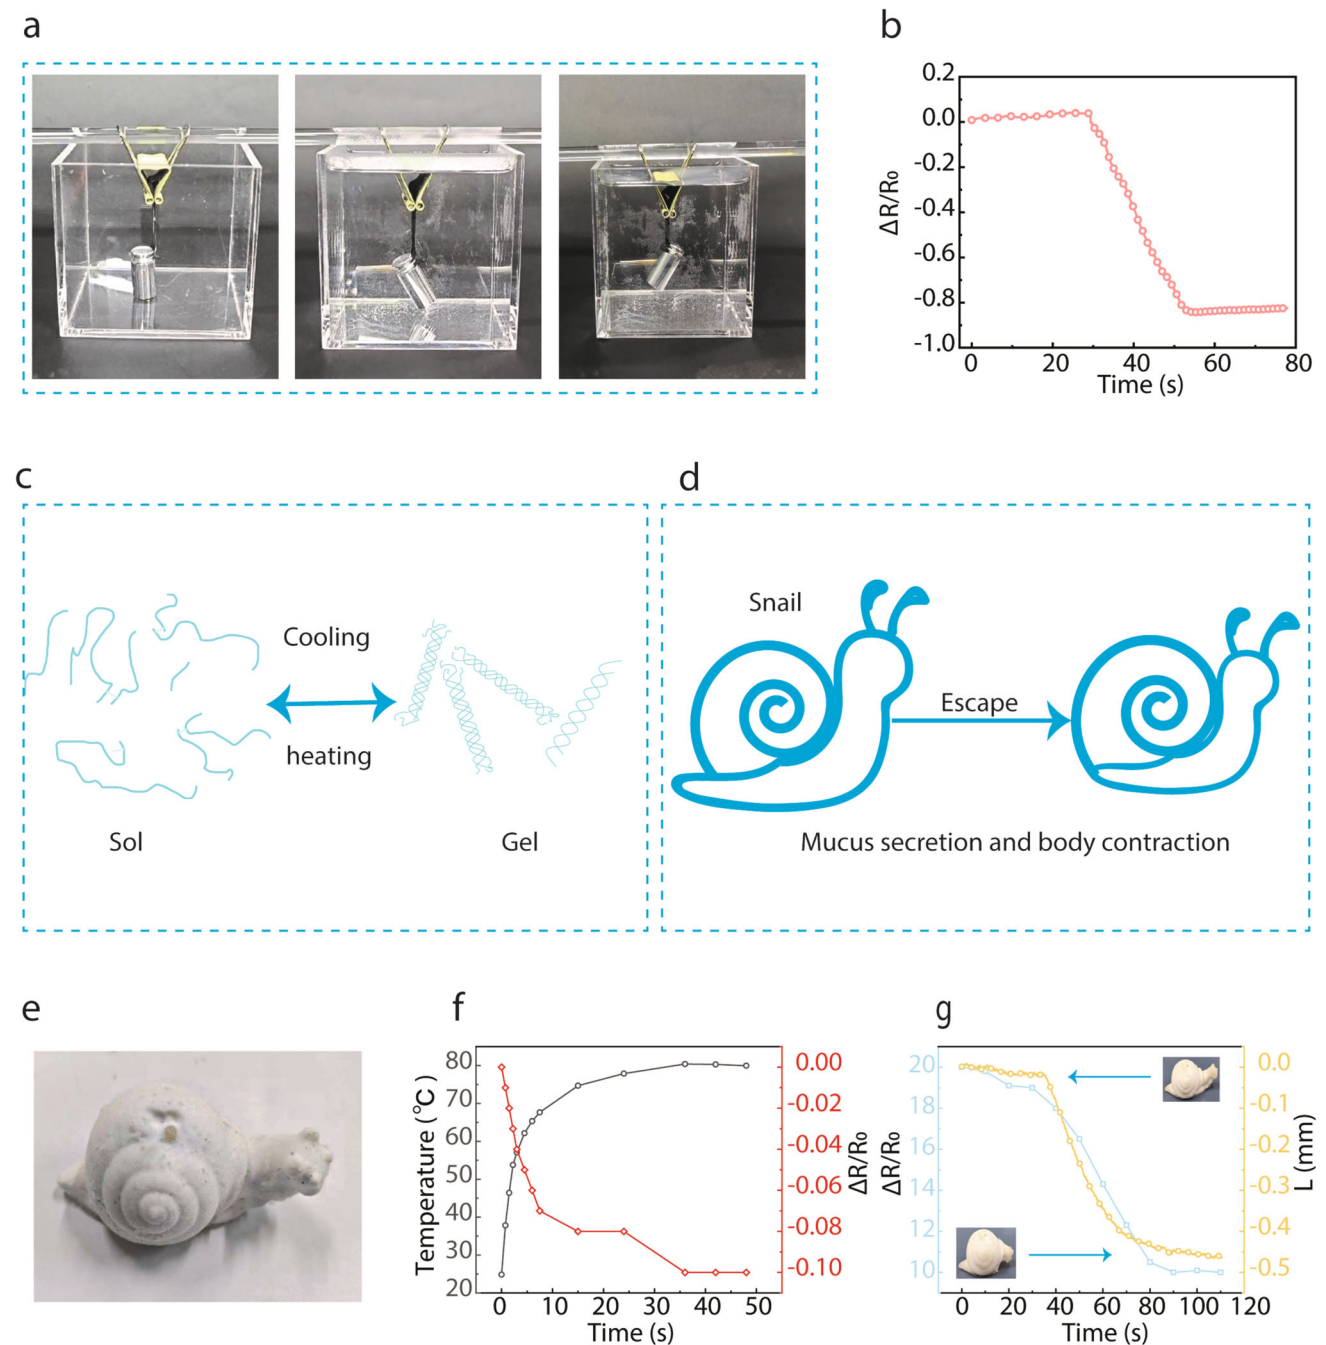 a
b
0.2
0.0
-0.2
-0.4
-0.6
-0.8
-1.0
ΔR/R₀
0 20 40 60 80
Time (s)
c
d
Cooling
heating
Sol
Gel
Snail
Escape
Mucus secretion and body contraction
e
f
80
70
60
50
40
30
20
Temperature (°C)
0.00
-0.02
-0.04
-0.06
-0.08
-0.10
ΔR/R₀
0 10 20 30 40 50
Time (s)
g
20
18
16
14
12
10
ΔR/R₀
0.0
-0.1
-0.2
-0.3
-0.4
-0.5
L (mm)
0 20 40 60 80 100 120
Time (s)